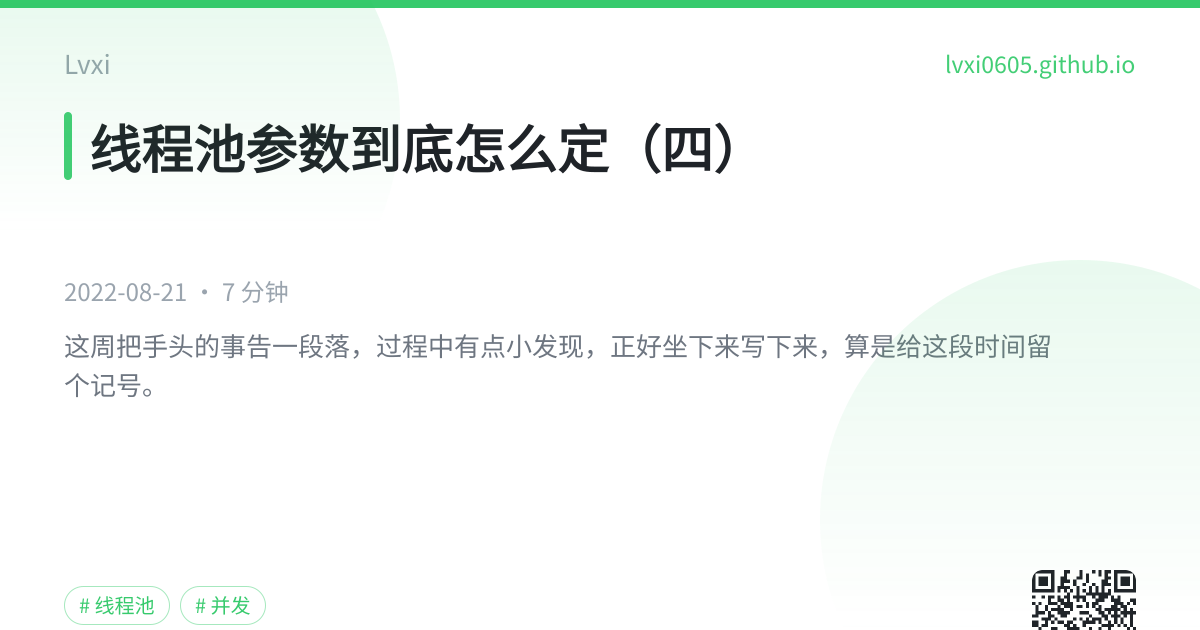 Lvxi
lvxi0605.github.io
线程池参数到底怎么定（四）
2022-08-21 · 7 分钟
这周把手头的事告一段落，过程中有点小发现，正好坐下来写下来，算是给这段时间留
个记号。
# 线程池
# 并发